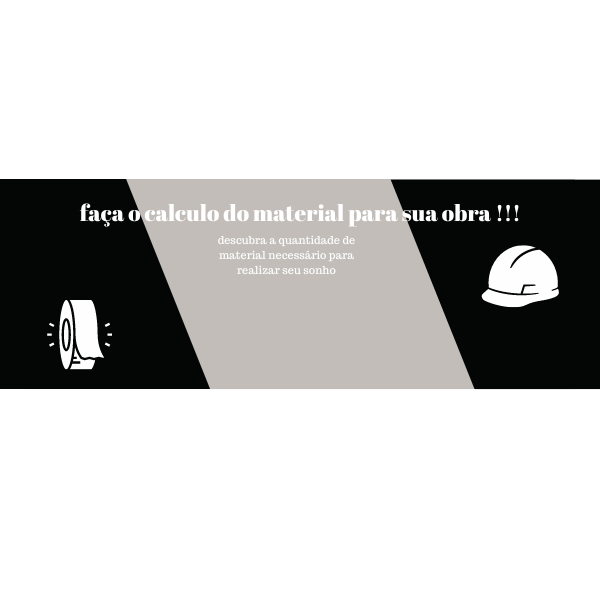 faça o calculo do material para sua obra !!!
descubra a quantidade de
material necessário para
realizar seu sonho